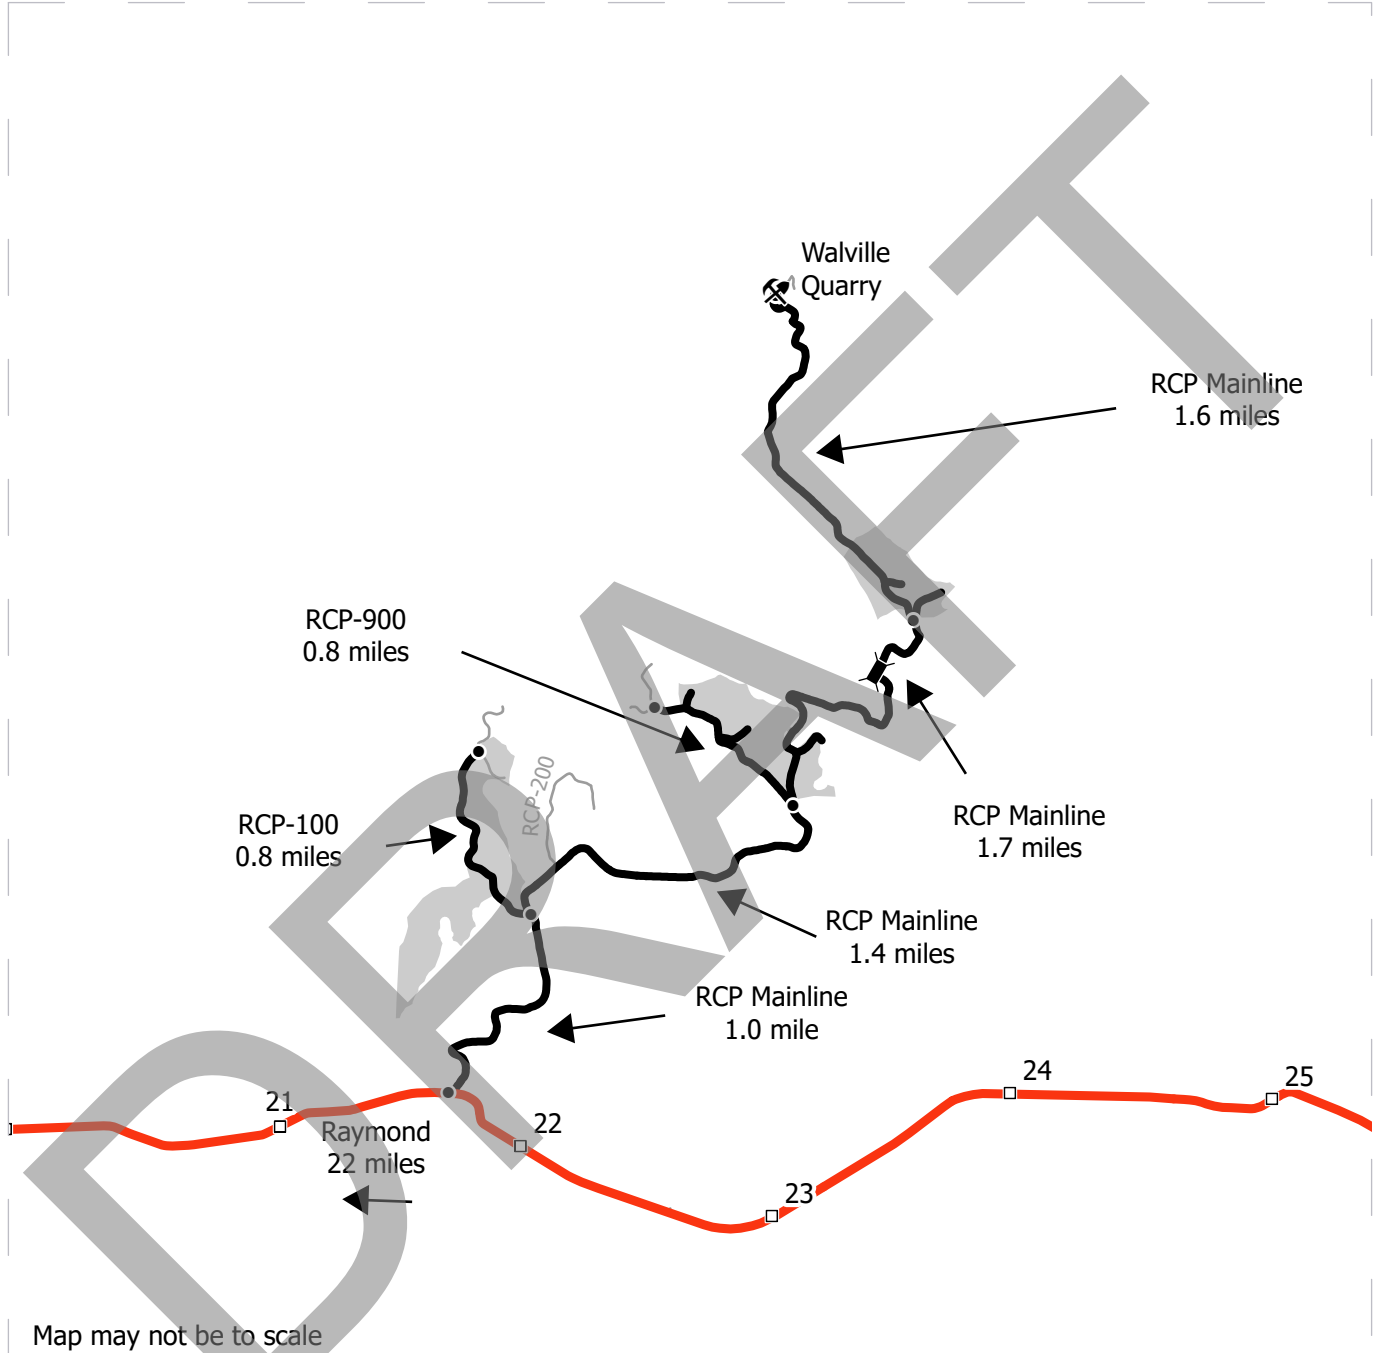 Walville
Quarry
RCP Mainline
1.6 miles
RCP-900
0.8 miles
RCP-200
RCP-100
0.8 miles
RCP Mainline
1.7 miles
RCP Mainline
1.4 miles
RCP Mainline
1.0 mile
24
25
21
22
Raymond
22 miles
23
Map may not be to scale
DRAFT